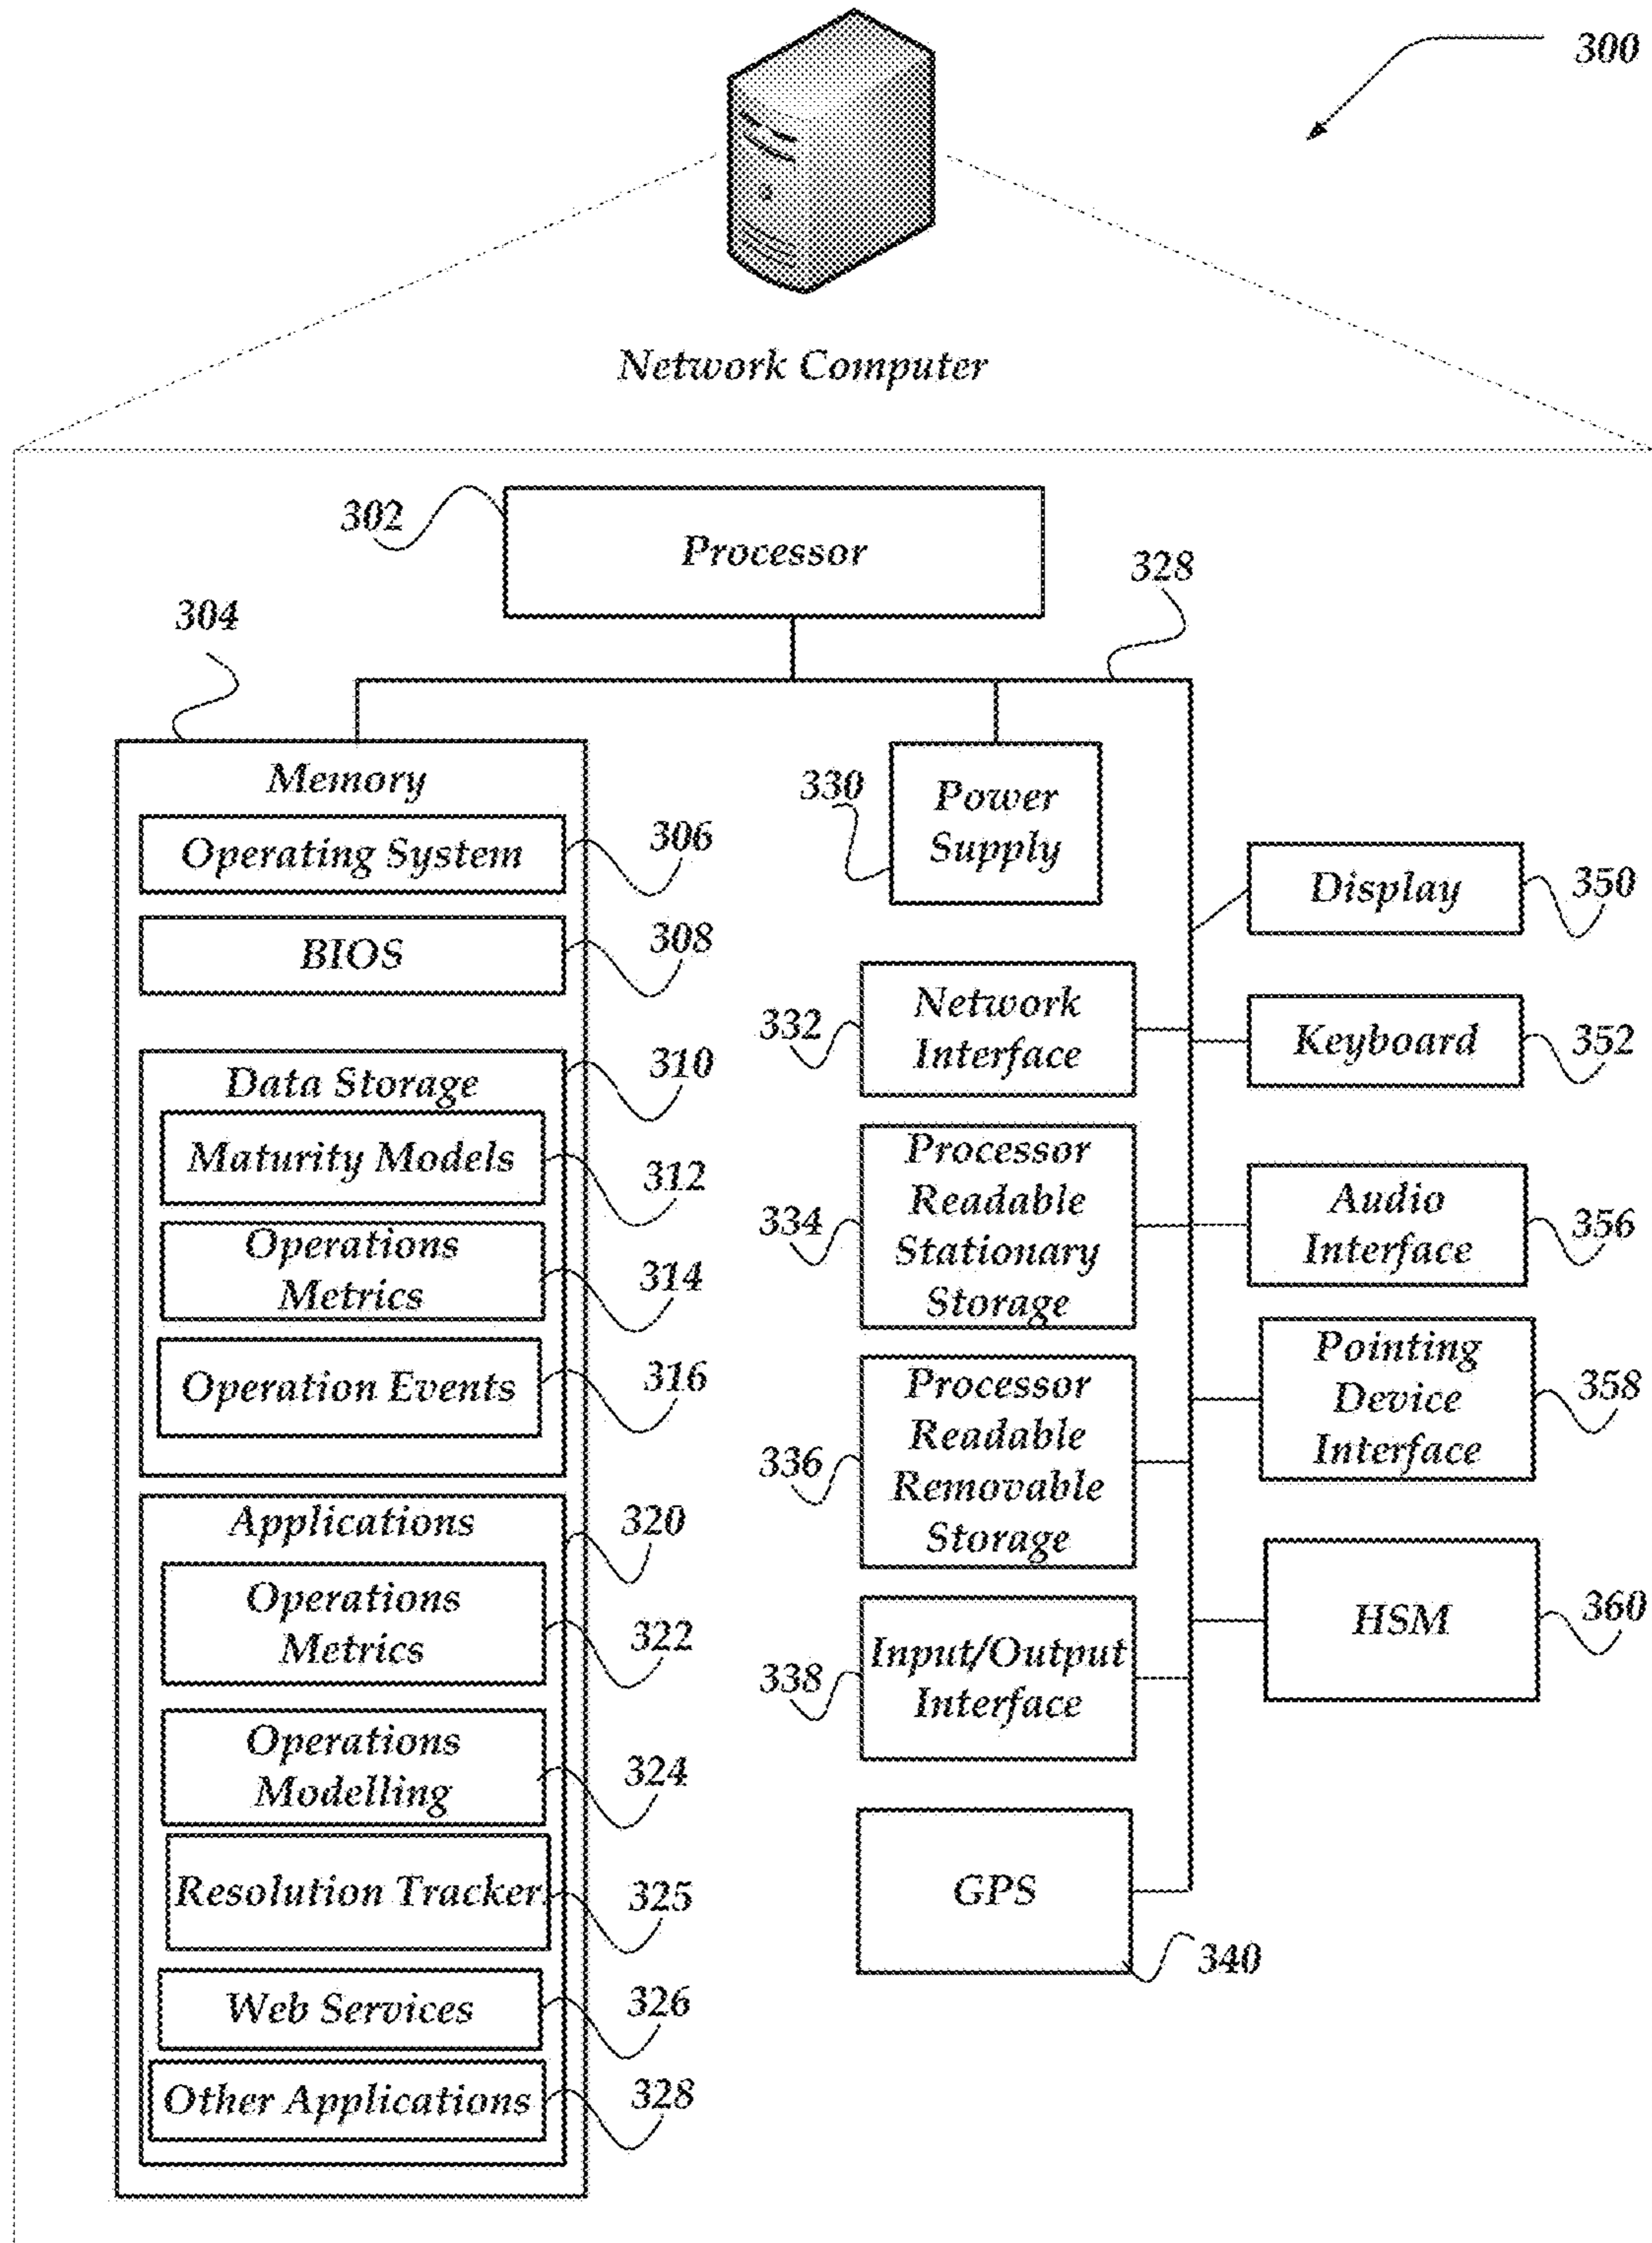 300
Network Computer
302
Processor
328
304
Memory
Operating System
306
BIOS
308
Data Storage
310
Maturity Models
312
Operations
Metrics
314
Operation Events
316
Applications
320
Operations
Metrics
322
Operations
Modelling
324
Resolution Tracker
325
Web Services
326
Other Applications
328
330
Power
Supply
332
Network
Interface
334
Processor
Readable
Stationary
Storage
336
Processor
Readable
Removable
Storage
338
Input/Output
Interface
GPS
340
Display
350
Keyboard
352
Audio
Interface
356
Pointing
Device
Interface
358
HSM
360